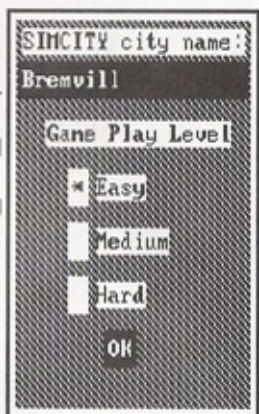 SIMCITY city name:
Bremvill
Game Play Level
* Easy
Medium
Hard
OK